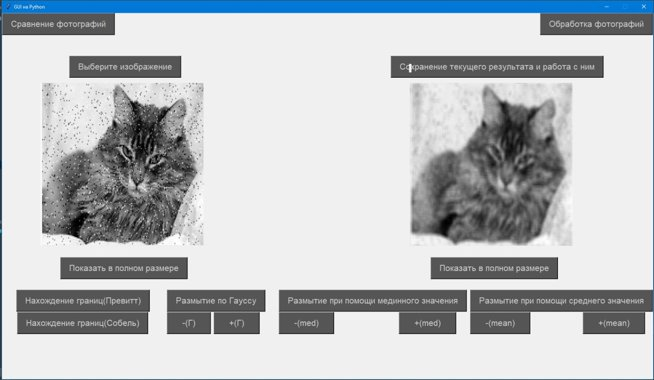 GUI на Python
Сравнение фотографий
Обработка фотографий
Выберите изображение
Сохранение текущего результата и работа с ним
Показать в полном размере
Показать в полном размере
Нахождение границ(Превитт)
Размытие по Гауссу
Размытие при помощи мединного значения
Размытие при помощи среднего значения
Нахождение границ(Собель)
-(Г)
+(Г)
-(med)
+(med)
-(mean)
+(mean)